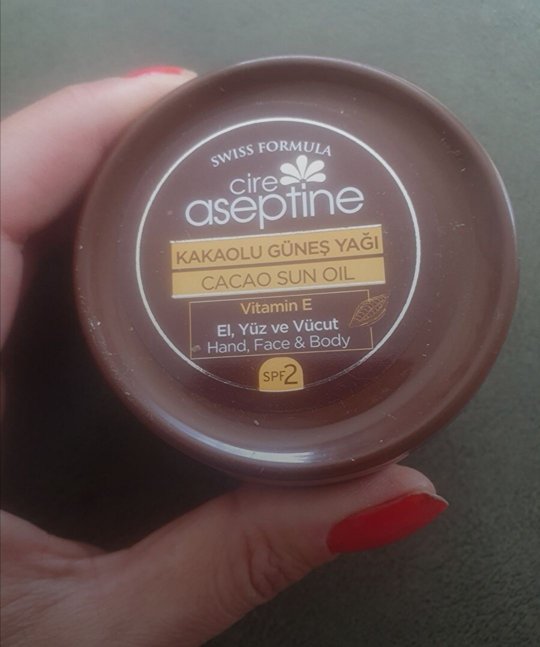 SWISS FORMULA
cire
aseptine
KAKAOLU GÜNEŞ YAĞI
CACAO SUN OIL
Vitamin E
El, Yüz ve Vücut
Hand, Face & Body
SPF2